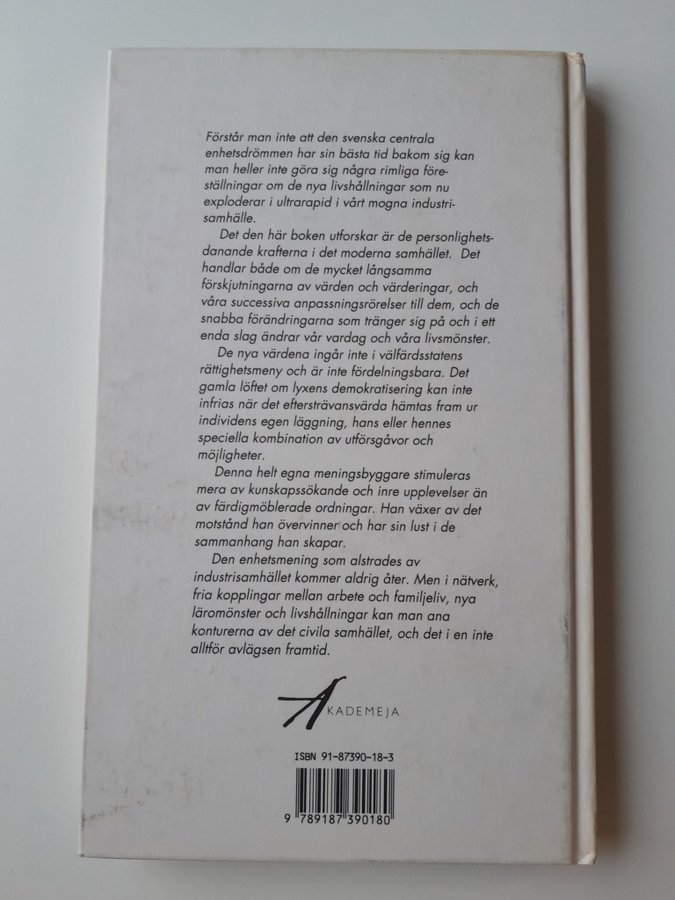 Förstår man inte att den svenska centrala
enhetsdrömmen har sin bästa tid bakom sig kan
man heller inte göra sig några rimliga före-
ställningar om de nya livshållningar som nu
exploderar i ultrarapid i vårt mogna industri-
samhälle.
Det den här boken utforskar är de personlighets-
danande krafterna i det moderna samhället. Det
handlar både om de mycket långsamma
förskjutningarna av värden och värderingar, och
våra successiva anpassningsrörelser till dem, och de
snabba förändringarna som tränger sig på och i ett
enda slag ändrar vår vardag och våra livsmönster.
De nya värdena ingår inte i välfärdsstatens
rättighetsmeny och är inte fördelningsbara. Det
gamla löftet om lyxens demokratisering kan inte
infrias när det eftersträvansvärda hämtas fram ur
individens egen läggning, hans eller hennes
speciella kombination av utförsgåvor och
möjligheter.
Denna helt egna meningsbyggare stimuleras
mera av kunskapssökande och inre upplevelser än
av färdigmöblerade ordningar. Han växer av det
motstånd han övervinner och har sin lust i de
sammanhang han skapar.
Den enhetsmening som alstrades av
industrisamhället kommer aldrig åter. Men i nätverk,
fria kopplingar mellan arbete och familjeliv, nya
läromönster och livshållningar kan man ana
konturerna av det civila samhället, och det i en inte
alltför avlägsen framtid.
AKADEMEJA
ISBN 91-87390-18-3
9 789187 390180